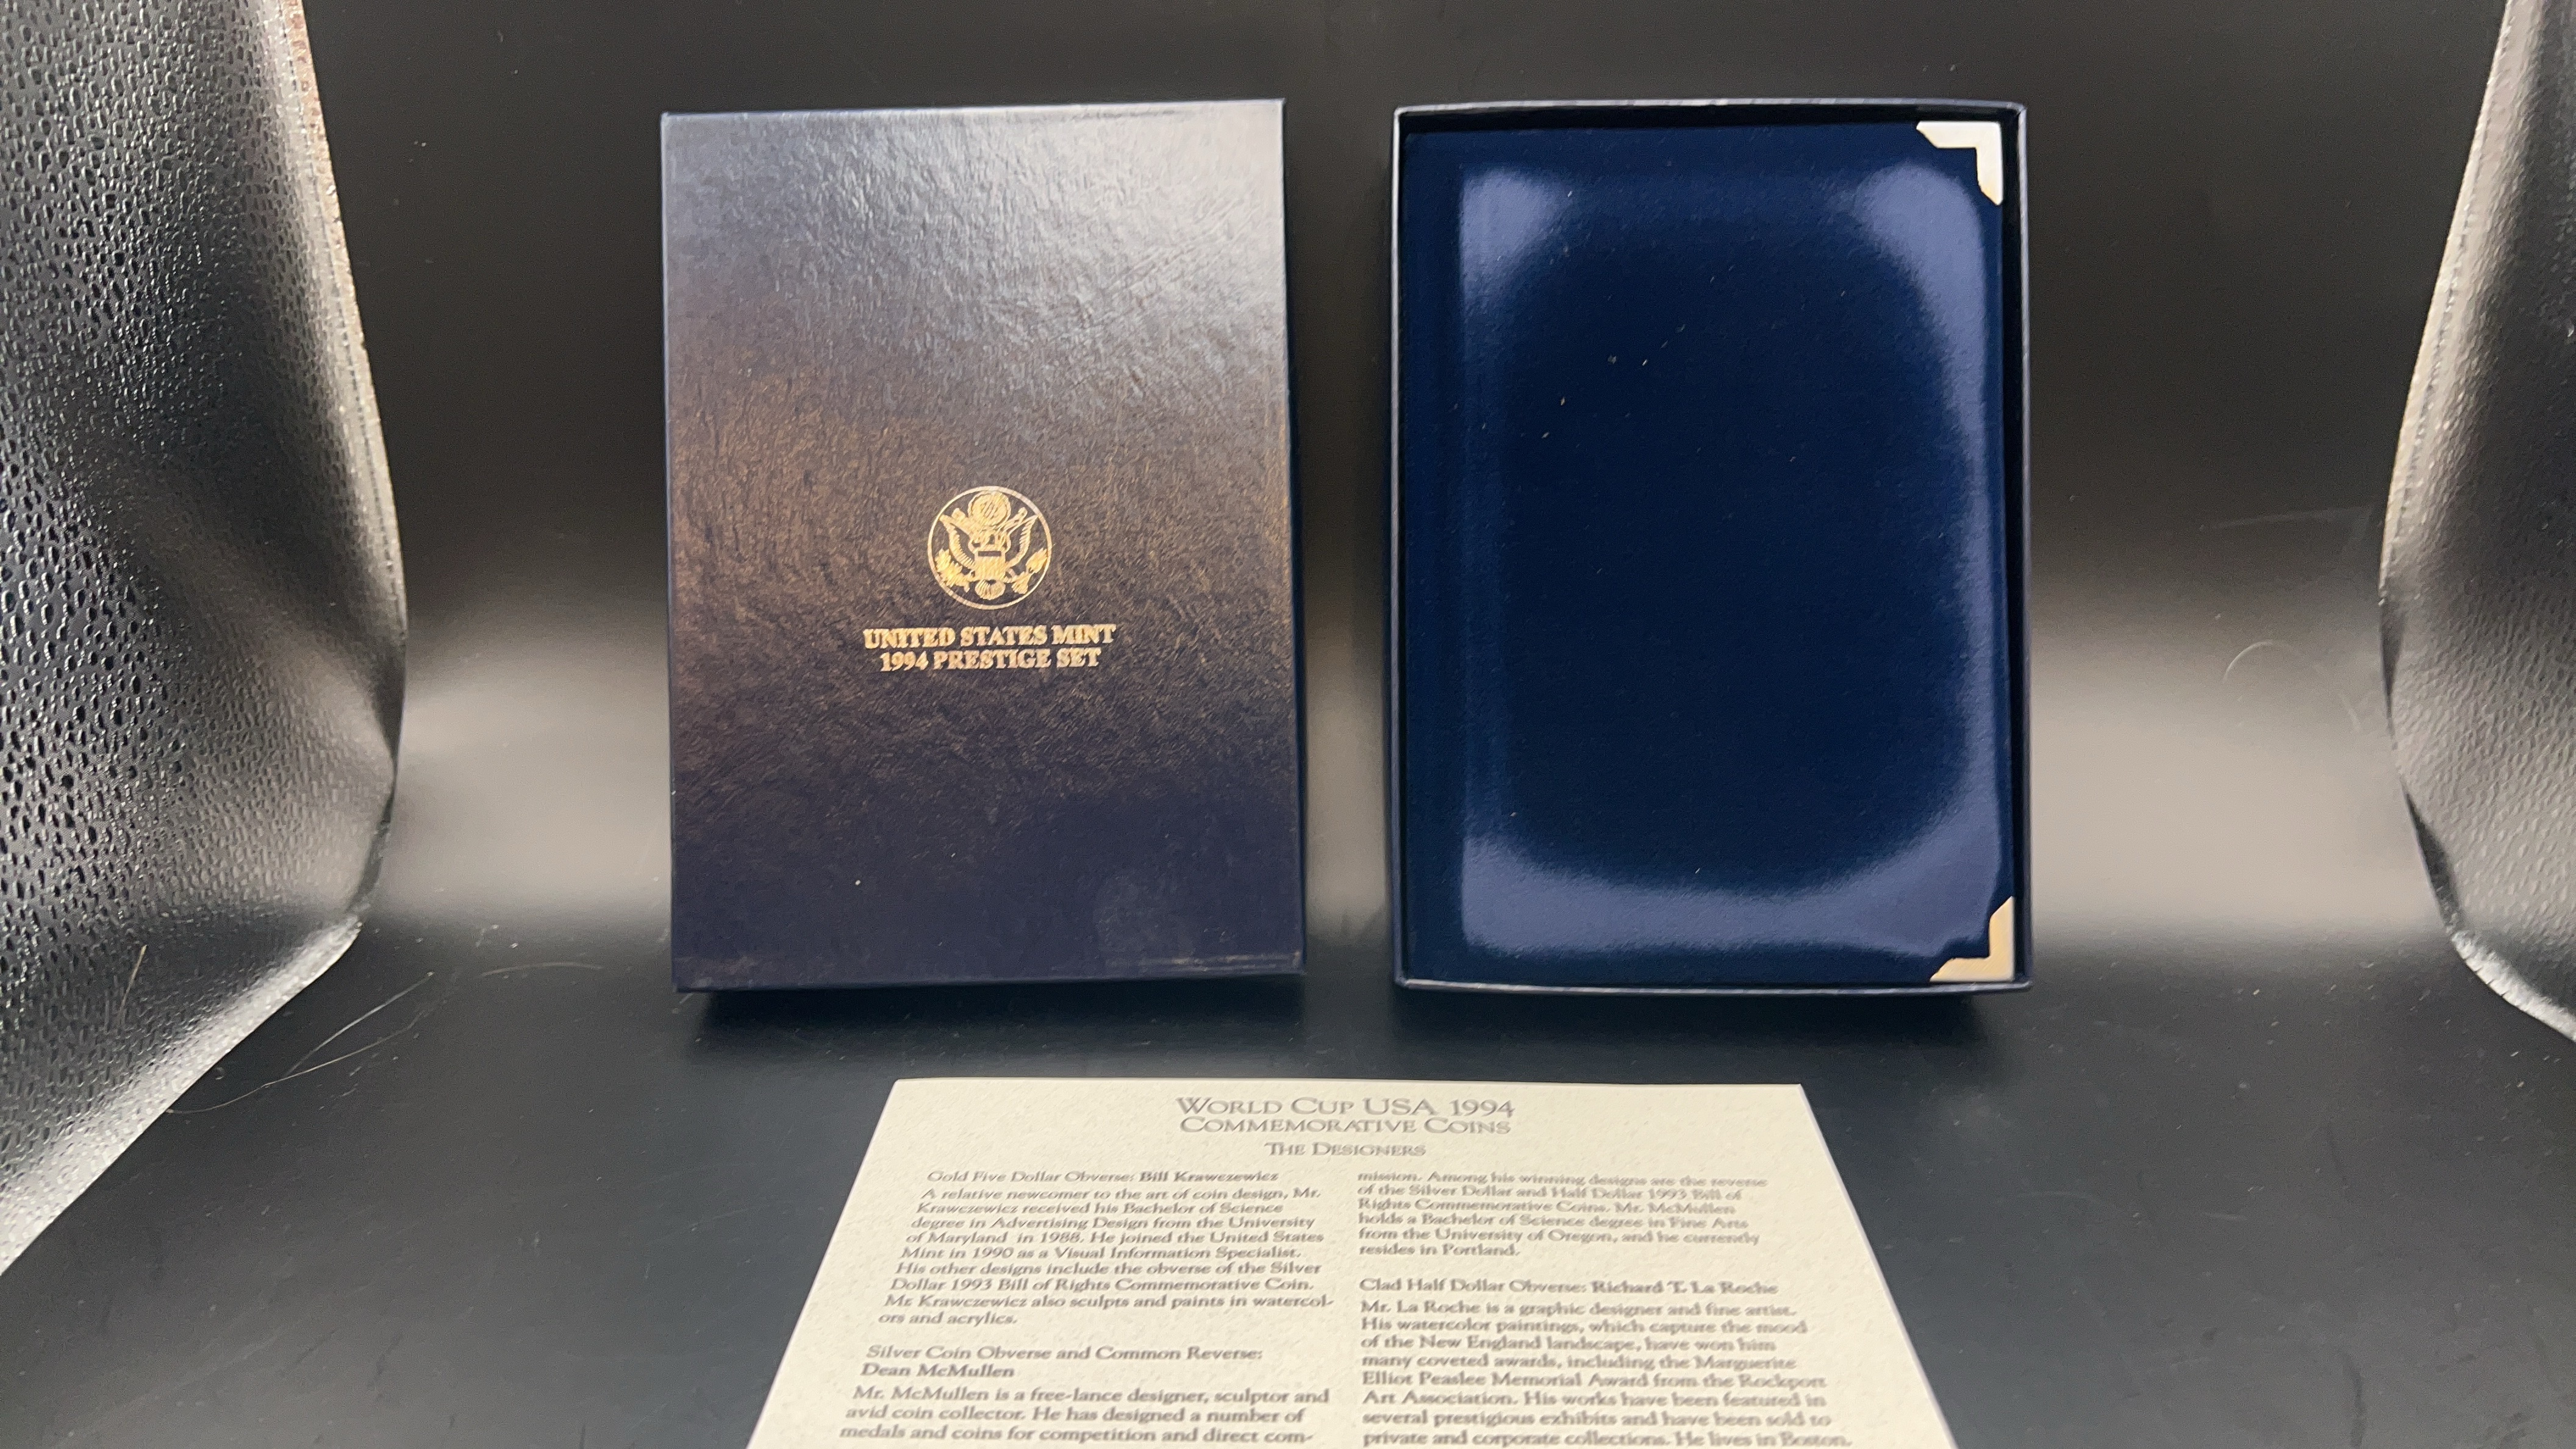 UNITED STATES MINT
1994 PRESTIGE SET
WORLD CUP USA 1994
COMMEMORATIVE COINS
THE DESIGNERS
Gold Five Dollar Obverse: Bill Krawczewicz
A relative newcomer to the art of coin design, Mr.
Krawczewicz received his Bachelor of Science
degree in Advertising Design from the University
of Maryland in 1988. He joined the United States
Mint in 1990 as a Visual Information Specialist.
His other designs include the obverse of the Silver
Dollar 1993 Bill of Rights Commemorative Coin.
Mr. Krawczewicz also sculpts and paints in watercol-
ors and acrylics.
Silver Coin Obverse and Common Reverse:
Dean McMullen
Mr. McMullen is a free-lance designer, sculptor and
avid coin collector. He has designed a number of
medals and coins for competition and direct com-
mission. Among his winning designs are the reverse
of the Silver Dollar and Half Dollar 1993 Bill of
Rights Commemorative Coins. Mr. McMullen
holds a Bachelor of Science degree in Fine Arts
from the University of Oregon, and he currently
resides in Portland.
Clad Half Dollar Obverse: Richard T. La Roche
Mr. La Roche is a graphic designer and fine artist.
His watercolor paintings, which capture the mood
of the New England landscape, have won him
many coveted awards, including the Marguerite
Elliot Peaslee Memorial Award from the Rockport
Art Association. His works have been featured in
several prestigious exhibits and have been sold to
private and corporate collections. He lives in Boston.